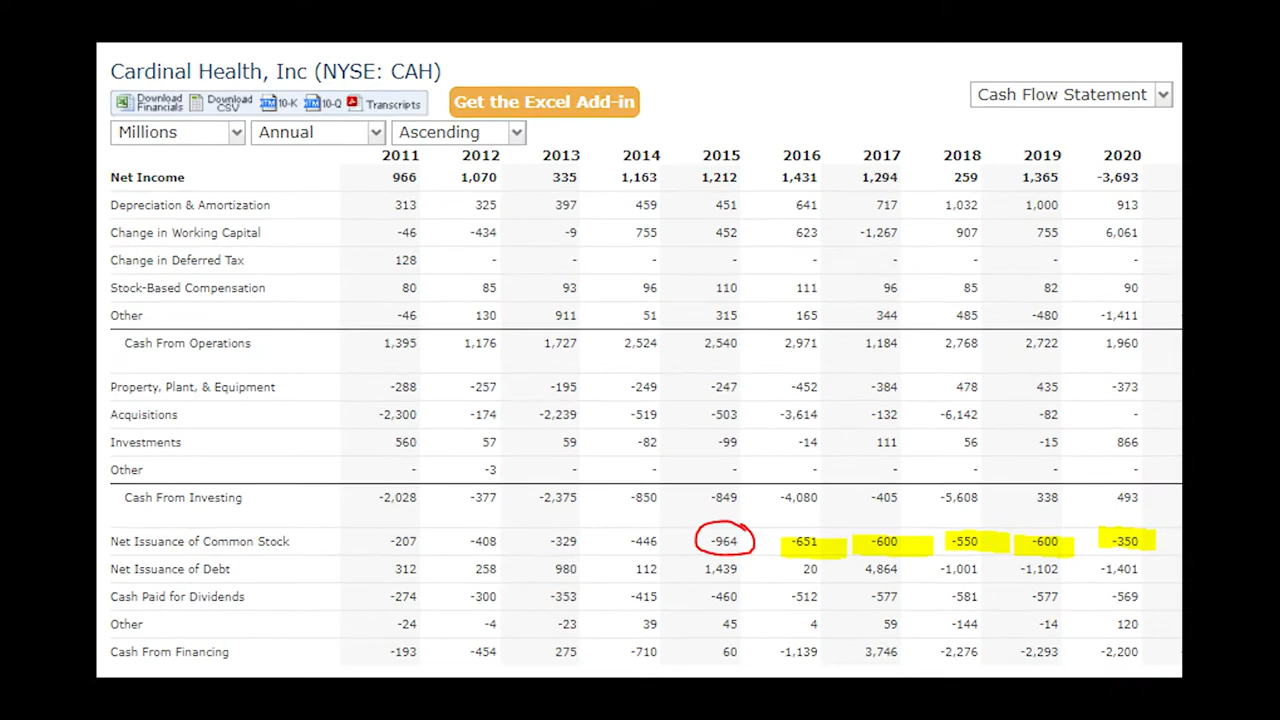 Cardinal Health, Inc (NYSE: CAH)
Download Financials Download CSV 10-K 10-Q Transcripts Get the Excel Add-in Cash Flow Statement
Millions Annual Ascending
2011 2012 2013 2014 2015 2016 2017 2018 2019 2020
Net Income 966 1,070 335 1,163 1,212 1,431 1,294 259 1,365 -3,693
Depreciation & Amortization 313 325 397 459 451 641 717 1,032 1,000 913
Change in Working Capital -46 -434 -9 755 452 623 -1,267 907 755 6,061
Change in Deferred Tax 128 - - - - - - - - -
Stock-Based Compensation 80 85 93 96 110 111 96 85 82 90
Other -46 130 911 51 315 165 344 485 -480 -1,411
Cash From Operations 1,395 1,176 1,727 2,524 2,540 2,971 1,184 2,768 2,722 1,960
Property, Plant, & Equipment -288 -257 -195 -249 -247 -452 -384 478 435 -373
Acquisitions -2,300 -174 -2,239 -519 -503 -3,614 -132 -6,142 -82 -
Investments 560 57 59 -82 -99 -14 111 56 -15 866
Other - -3 - - - - - - - -
Cash From Investing -2,028 -377 -2,375 -850 -849 -4,080 -405 -5,608 338 493
Net Issuance of Common Stock -207 -408 -329 -446 -964 -651 -600 -550 -600 -350
Net Issuance of Debt 312 258 980 112 1,439 20 4,864 -1,001 -1,102 -1,401
Cash Paid for Dividends -274 -300 -353 -415 -460 -512 -577 -581 -577 -569
Other -24 -4 -23 39 45 4 59 -144 -14 120
Cash From Financing -193 -454 275 -710 60 -1,139 3,746 -2,276 -2,293 -2,200